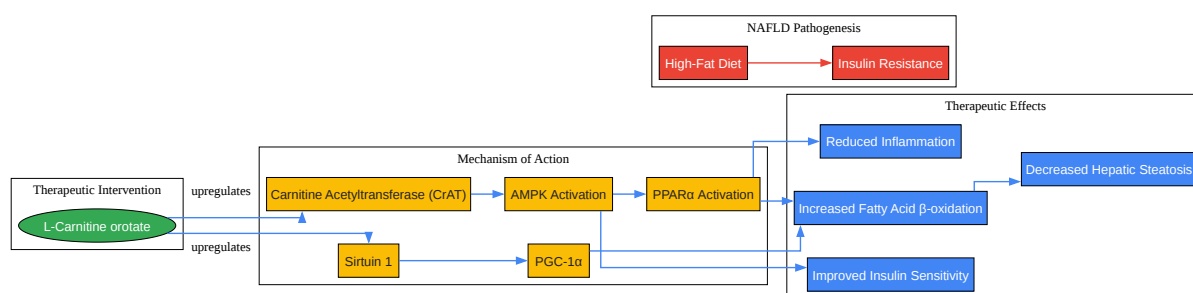 NAFLD Pathogenesis
High-Fat Diet
Insulin Resistance
Therapeutic Effects
Reduced Inflammation
Decreased Hepatic Steatosis
Increased Fatty Acid β-oxidation
Improved Insulin Sensitivity
Mechanism of Action
Carnitine Acetyltransferase (CrAT)
AMPK Activation
PPARα Activation
Sirtuin 1
PGC-1α
Therapeutic Intervention
L-Carnitine orotate
upregulates
upregulates